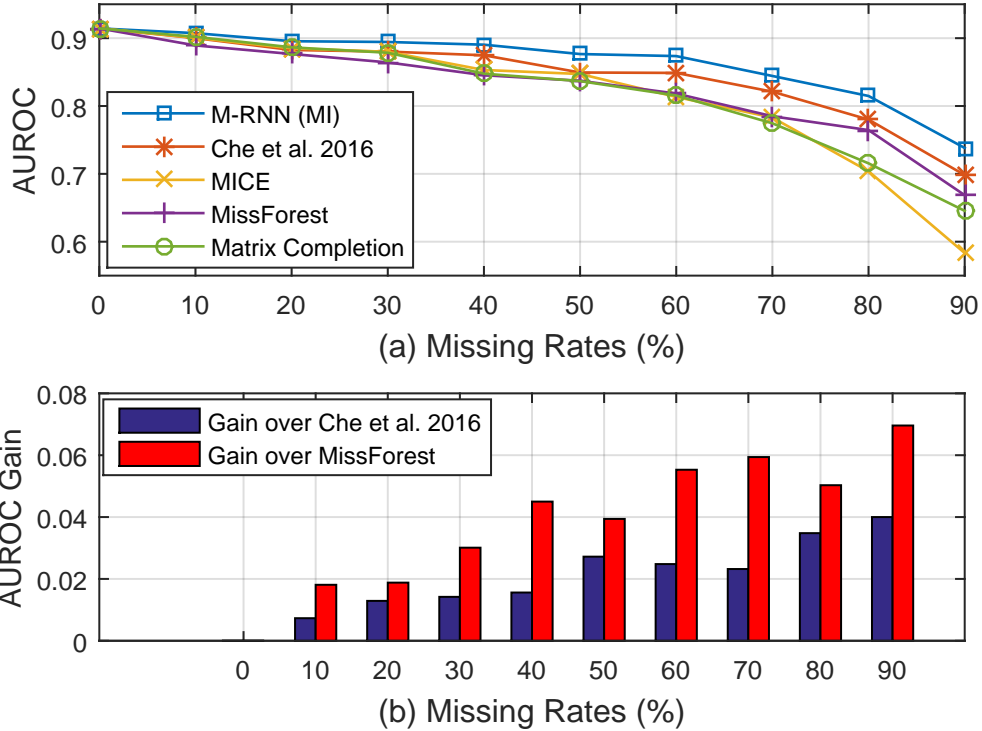 0.9
0.8
0.7
0.6
AUROC
M-RNN (MI)
Che et al. 2016
MICE
MissForest
Matrix Completion
0 10 20 30 40 50 60 70 80 90
(a) Missing Rates (%)
0.08
0.06
0.04
0.02
0
AUROC Gain
Gain over Che et al. 2016
Gain over MissForest
0 10 20 30 40 50 60 70 80 90
(b) Missing Rates (%)